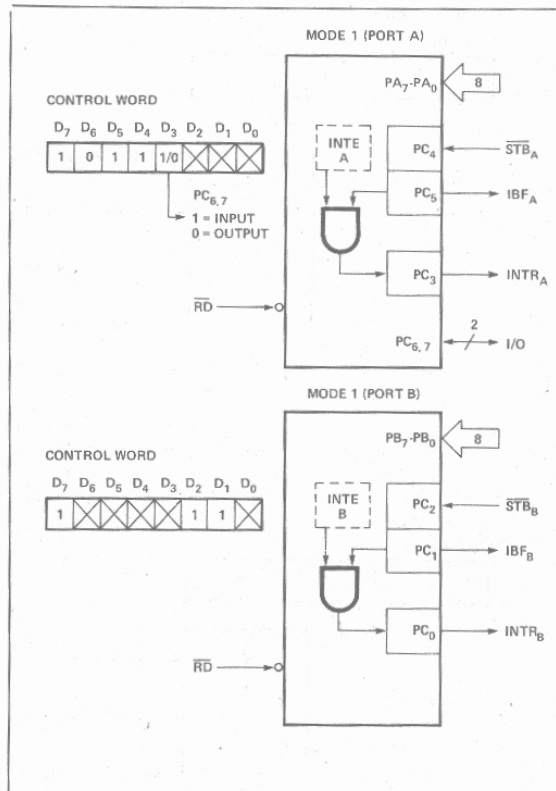 MODE 1 (PORT A)
PA7-PA0
8
CONTROL WORD
D7 D6 D5 D4 D3 D2 D1 D0
1 0 1 1 1/0
PC6, 7
1 = INPUT
0 = OUTPUT
INTE
A
PC4
STBA
PC5
IBFA
PC3
INTRA
RD
PC6, 7
2
I/O
MODE 1 (PORT B)
PB7-PB0
8
CONTROL WORD
D7 D6 D5 D4 D3 D2 D1 D0
1 1 1
INTE
B
PC2
STBB
PC1
IBFB
PC0
INTRB
RD